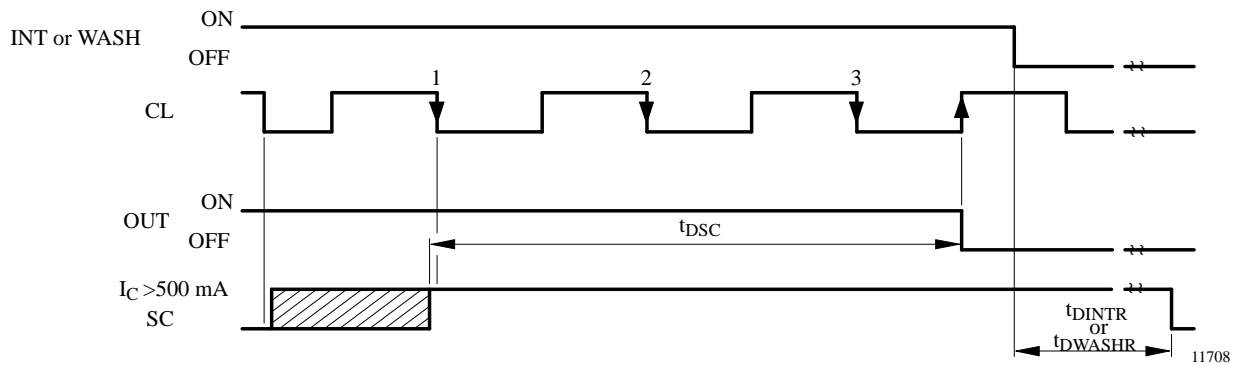 INT or WASH
ON
OFF
CL
1
2
3
OUT
ON
OFF
tDSC
IC >500 mA
SC
tDINTR
or
tDWASHR
11708